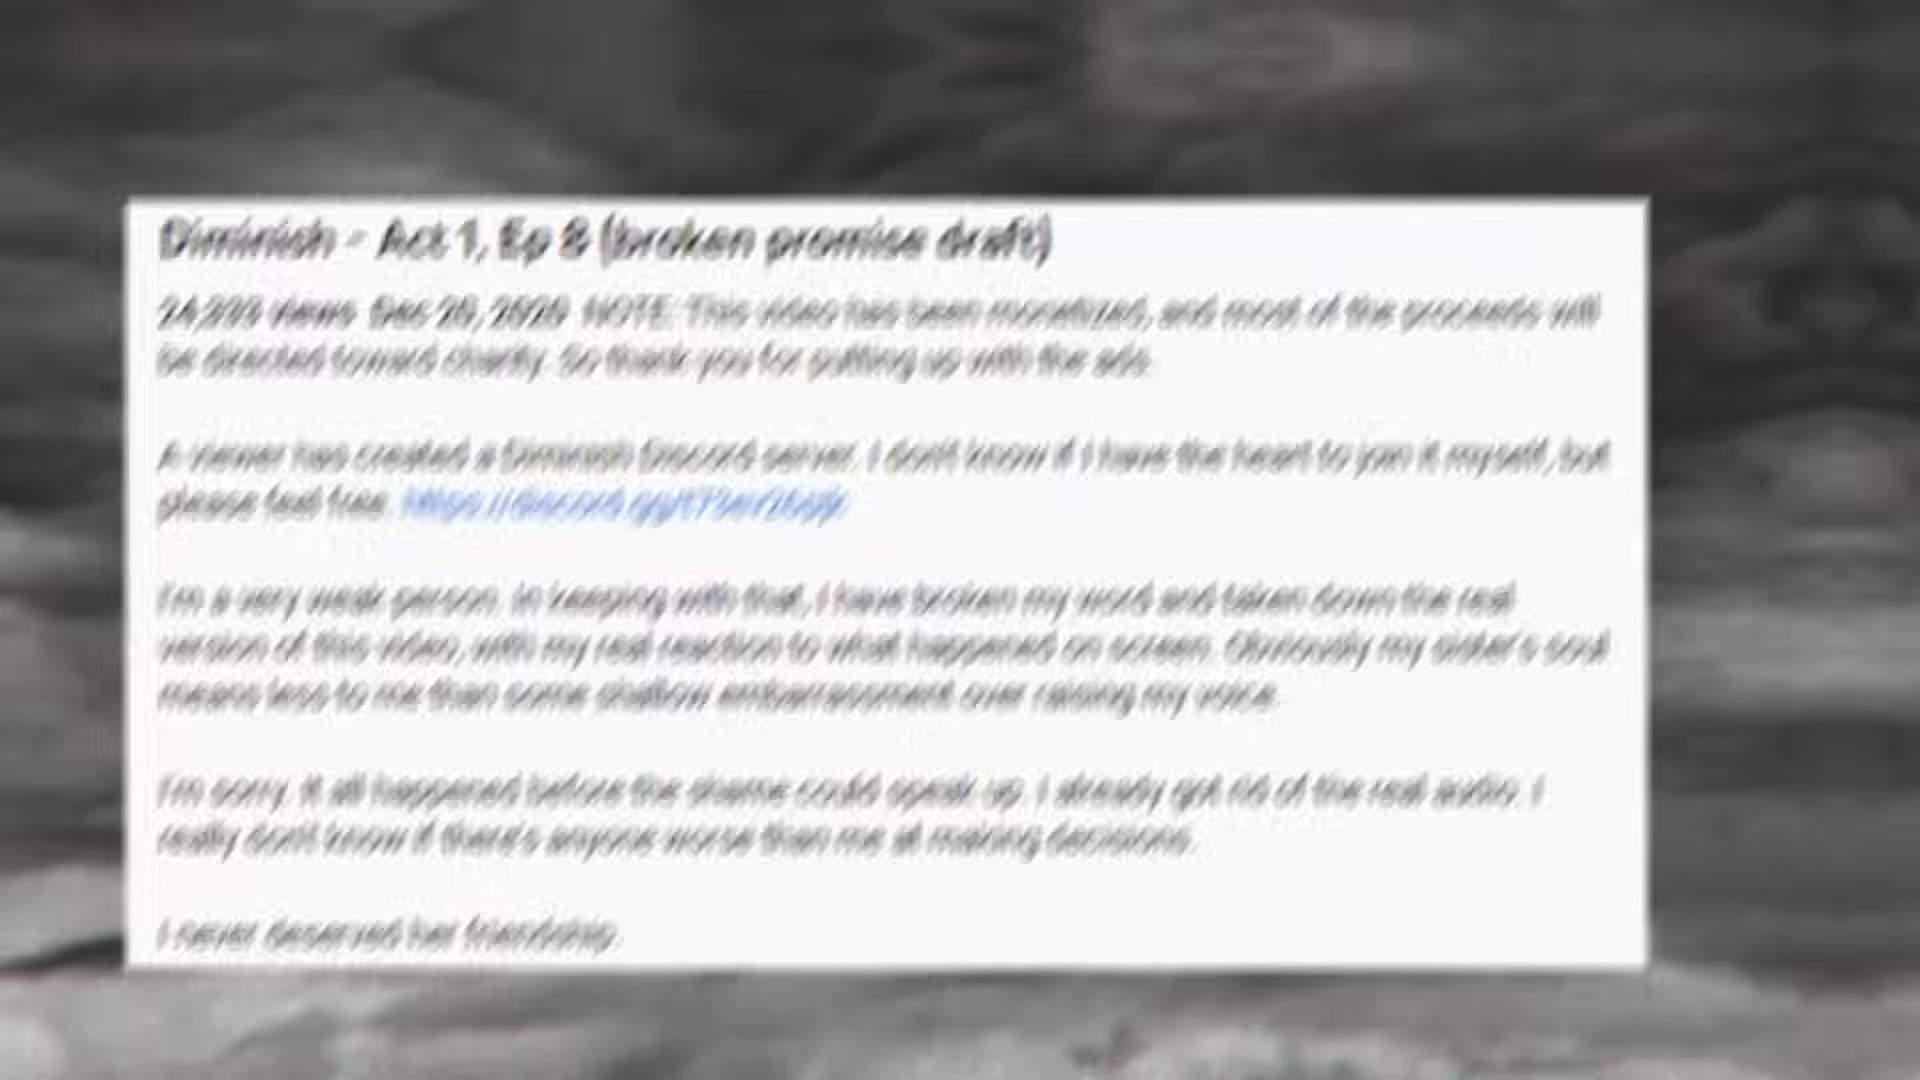 Diminish - Act 1, Ep 8 (broken promise draft)
views Dec 2020 NOTE: This video has been monetized, and most of the proceeds will
be directed toward charity. So thank you for putting up with the ads.
A viewer has created a Diminish Discord server. I don't know if I have the heart to join it myself, but
please feel free.
I'm a very weak person. In keeping with that, I have broken my word and taken down the real
version of this video, with my real reaction to what happened on screen. Obviously my sister's soul
means less to me than some shallow embarrassment over raising my voice.
I'm sorry. It all happened before the shame could speak up. I already got rid of the real audio. I
really don't know if there's anyone worse than me at making decisions.
I never deserved her friendship.